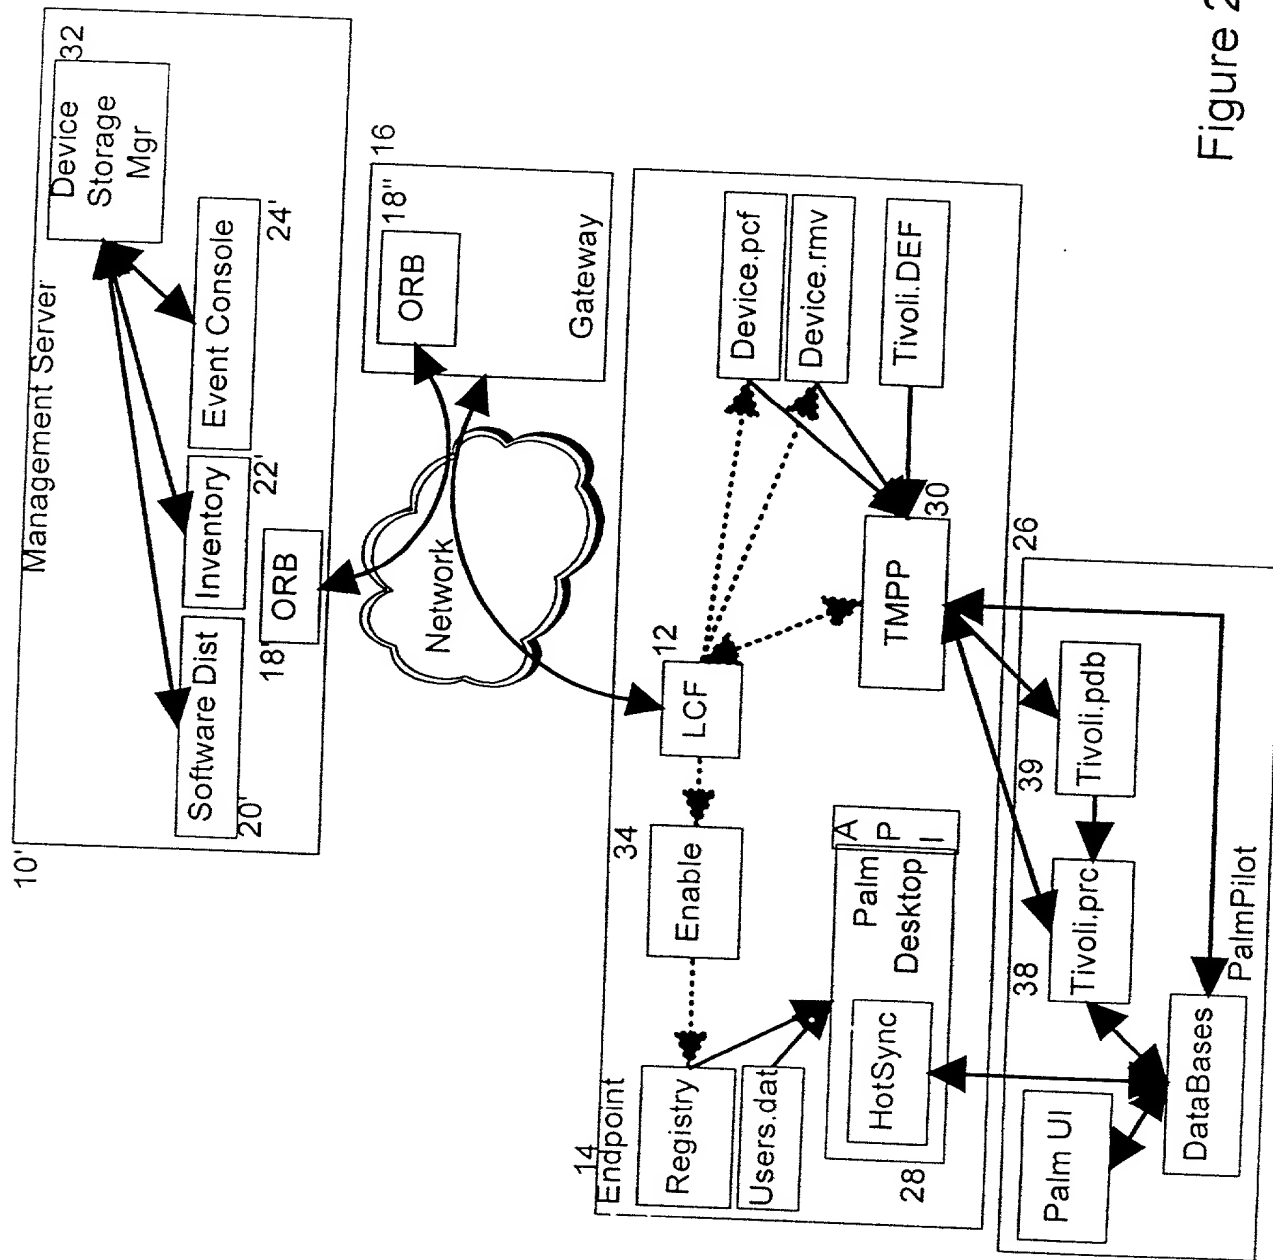 10'
Management Server
Device
Storage
Mgr
32
Software Dist
20'
Inventory
22'
Event Console
24'
18'
ORB
Network
16
18"
ORB
Gateway
14
Endpoint
Registry
Users.dat
34
Enable
12
LCF
Device.pcf
Device.rmv
Tivoli.DEF
28
HotSync
Palm
Desktop
A
P
I
TMPP
30
26
Palm UI
38
Tivoli.prc
39
Tivoli.pdb
DataBases
PalmPilot
Figure 2